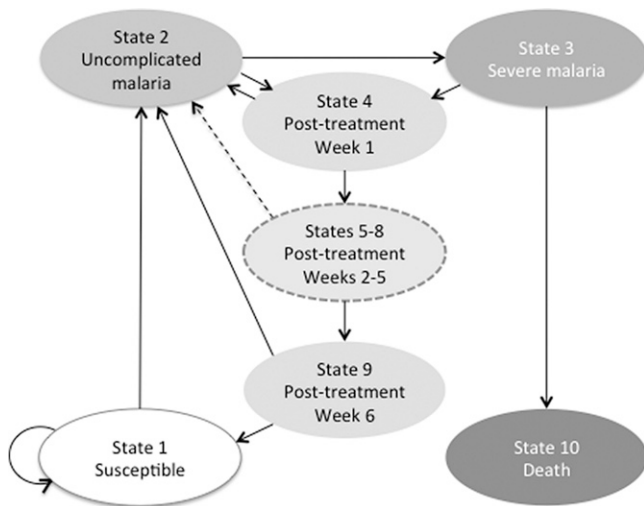 State 2
Uncomplicated
malaria
State 3
Severe malaria
State 4
Post-treatment
Week 1
States 5-8
Post-treatment
Weeks 2-5
State 9
Post-treatment
Week 6
State 1
Susceptible
State 10
Death